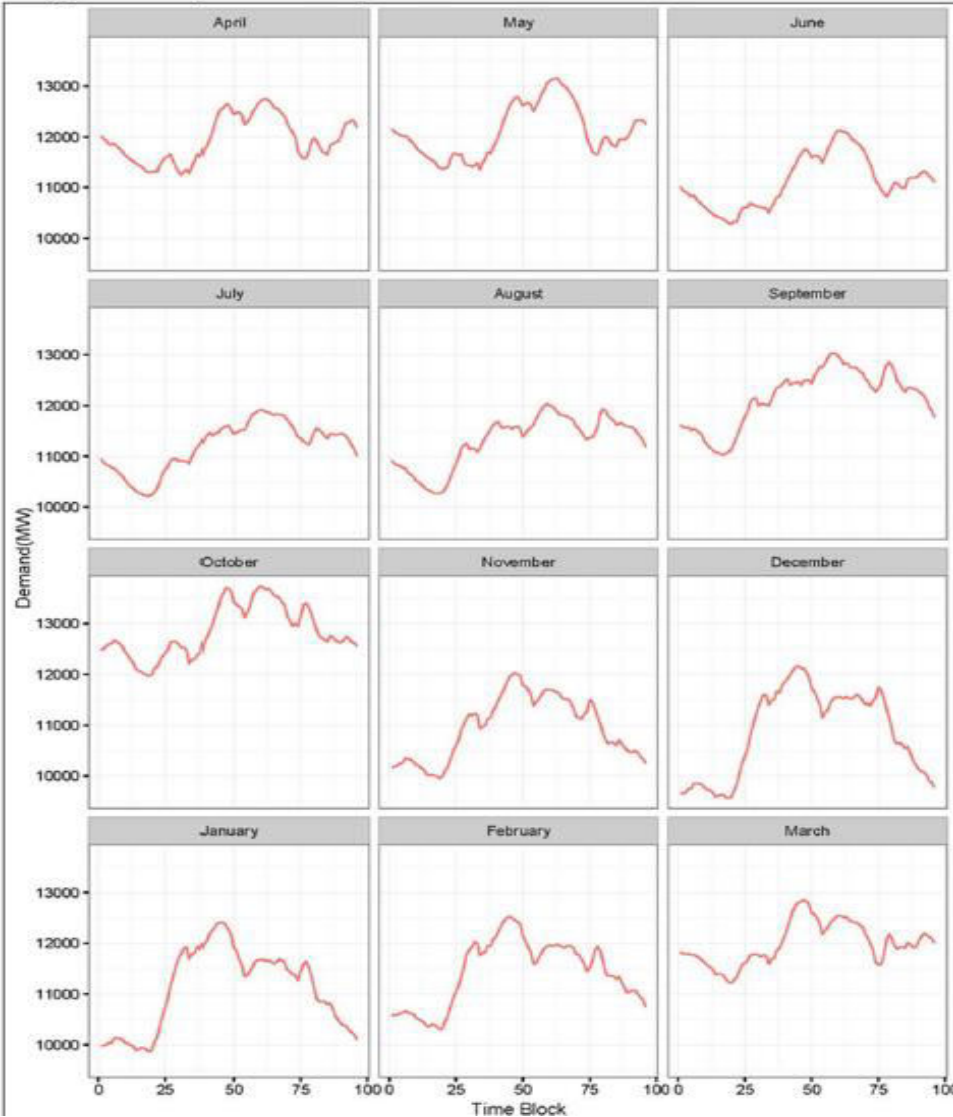 April May June
13000
12000
11000
10000
July August September
13000
12000
11000
10000
Demand(MW)
October November December
13000
12000
11000
10000
January February March
13000
12000
11000
10000
0 25 50 75 100 0 25 50 75 100 0 25 50 75 100
Time Block